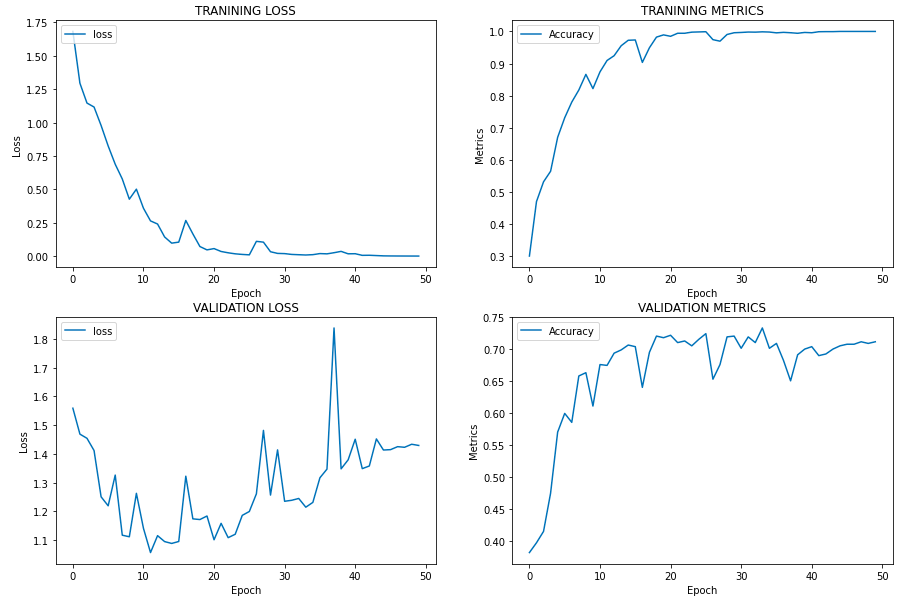 TRANINING LOSS
loss
1.75
1.50
1.25
1.00
0.75
0.50
0.25
0.00
Loss
0 10 20 30 40 50
Epoch
TRANINING METRICS
Accuracy
1.0
0.9
0.8
0.7
0.6
0.5
0.4
0.3
Metrics
0 10 20 30 40 50
Epoch
VALIDATION LOSS
loss
1.8
1.7
1.6
1.5
1.4
1.3
1.2
1.1
Loss
0 10 20 30 40 50
Epoch
VALIDATION METRICS
Accuracy
0.75
0.70
0.65
0.60
0.55
0.50
0.45
0.40
Metrics
0 10 20 30 40 50
Epoch